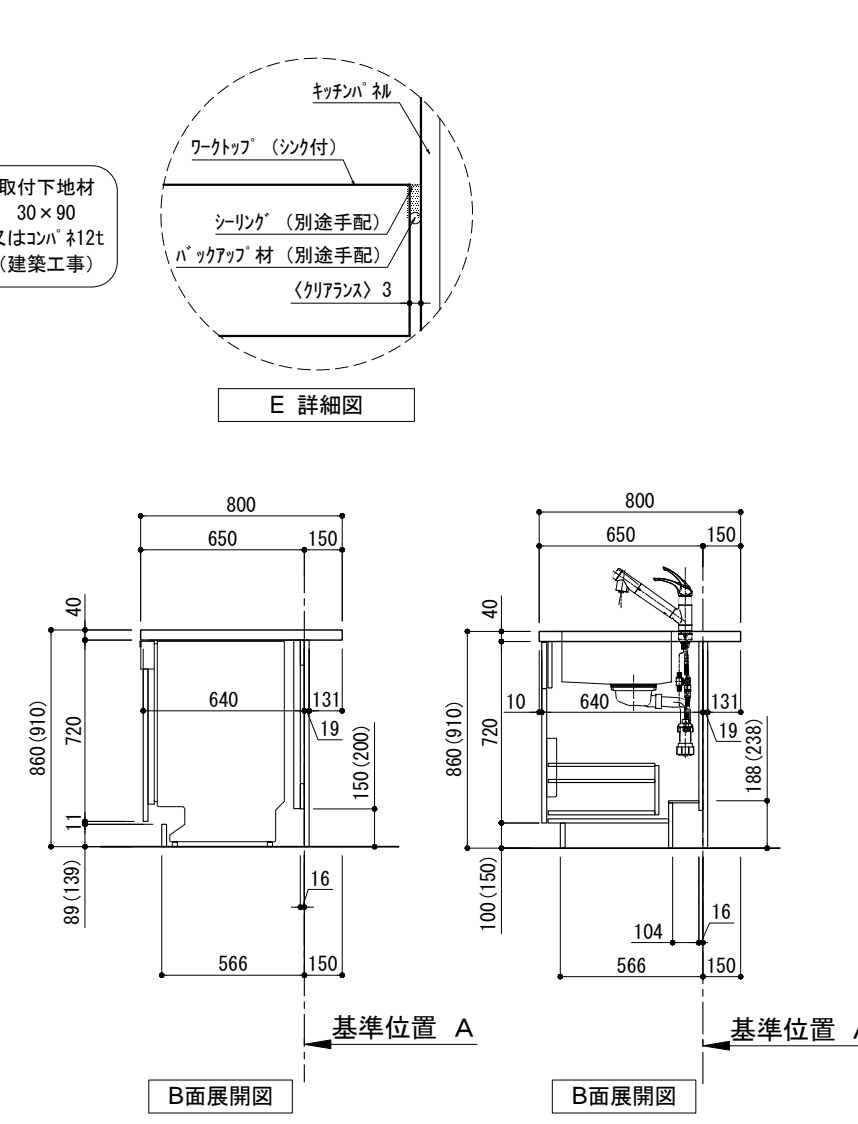 キッチンパネル
ワークトップ（シンク付）
取付下地材
30×90
又はコンパネ12t
（建築工事）
シーリング（別途手配）
バックアップ材（別途手配）
〈クリアランス〉3
E 詳細図
800
650
150
40
860(910)
720
640
131
19
150(200)
11
89(139)
16
566
150
基準位置 A
B面展開図
800
650
150
40
860(910)
720
10
640
131
19
188(238)
100(150)
104
16
566
150
基準位置 A
B面展開図